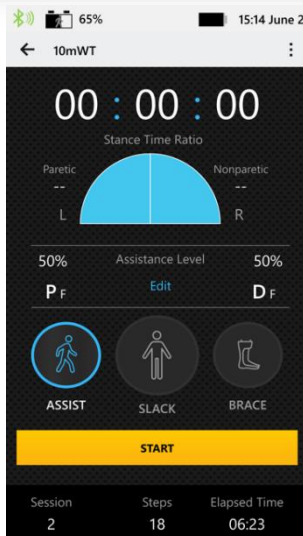 65% 15:14 June 2
10mWT
00 : 00 : 00
Stance Time Ratio
Paretic Nonparetic
-- --
L R
50% Assistance Level 50%
PF Edit DF
ASSIST SLACK BRACE
START
Session Steps Elapsed Time
2 18 06:23